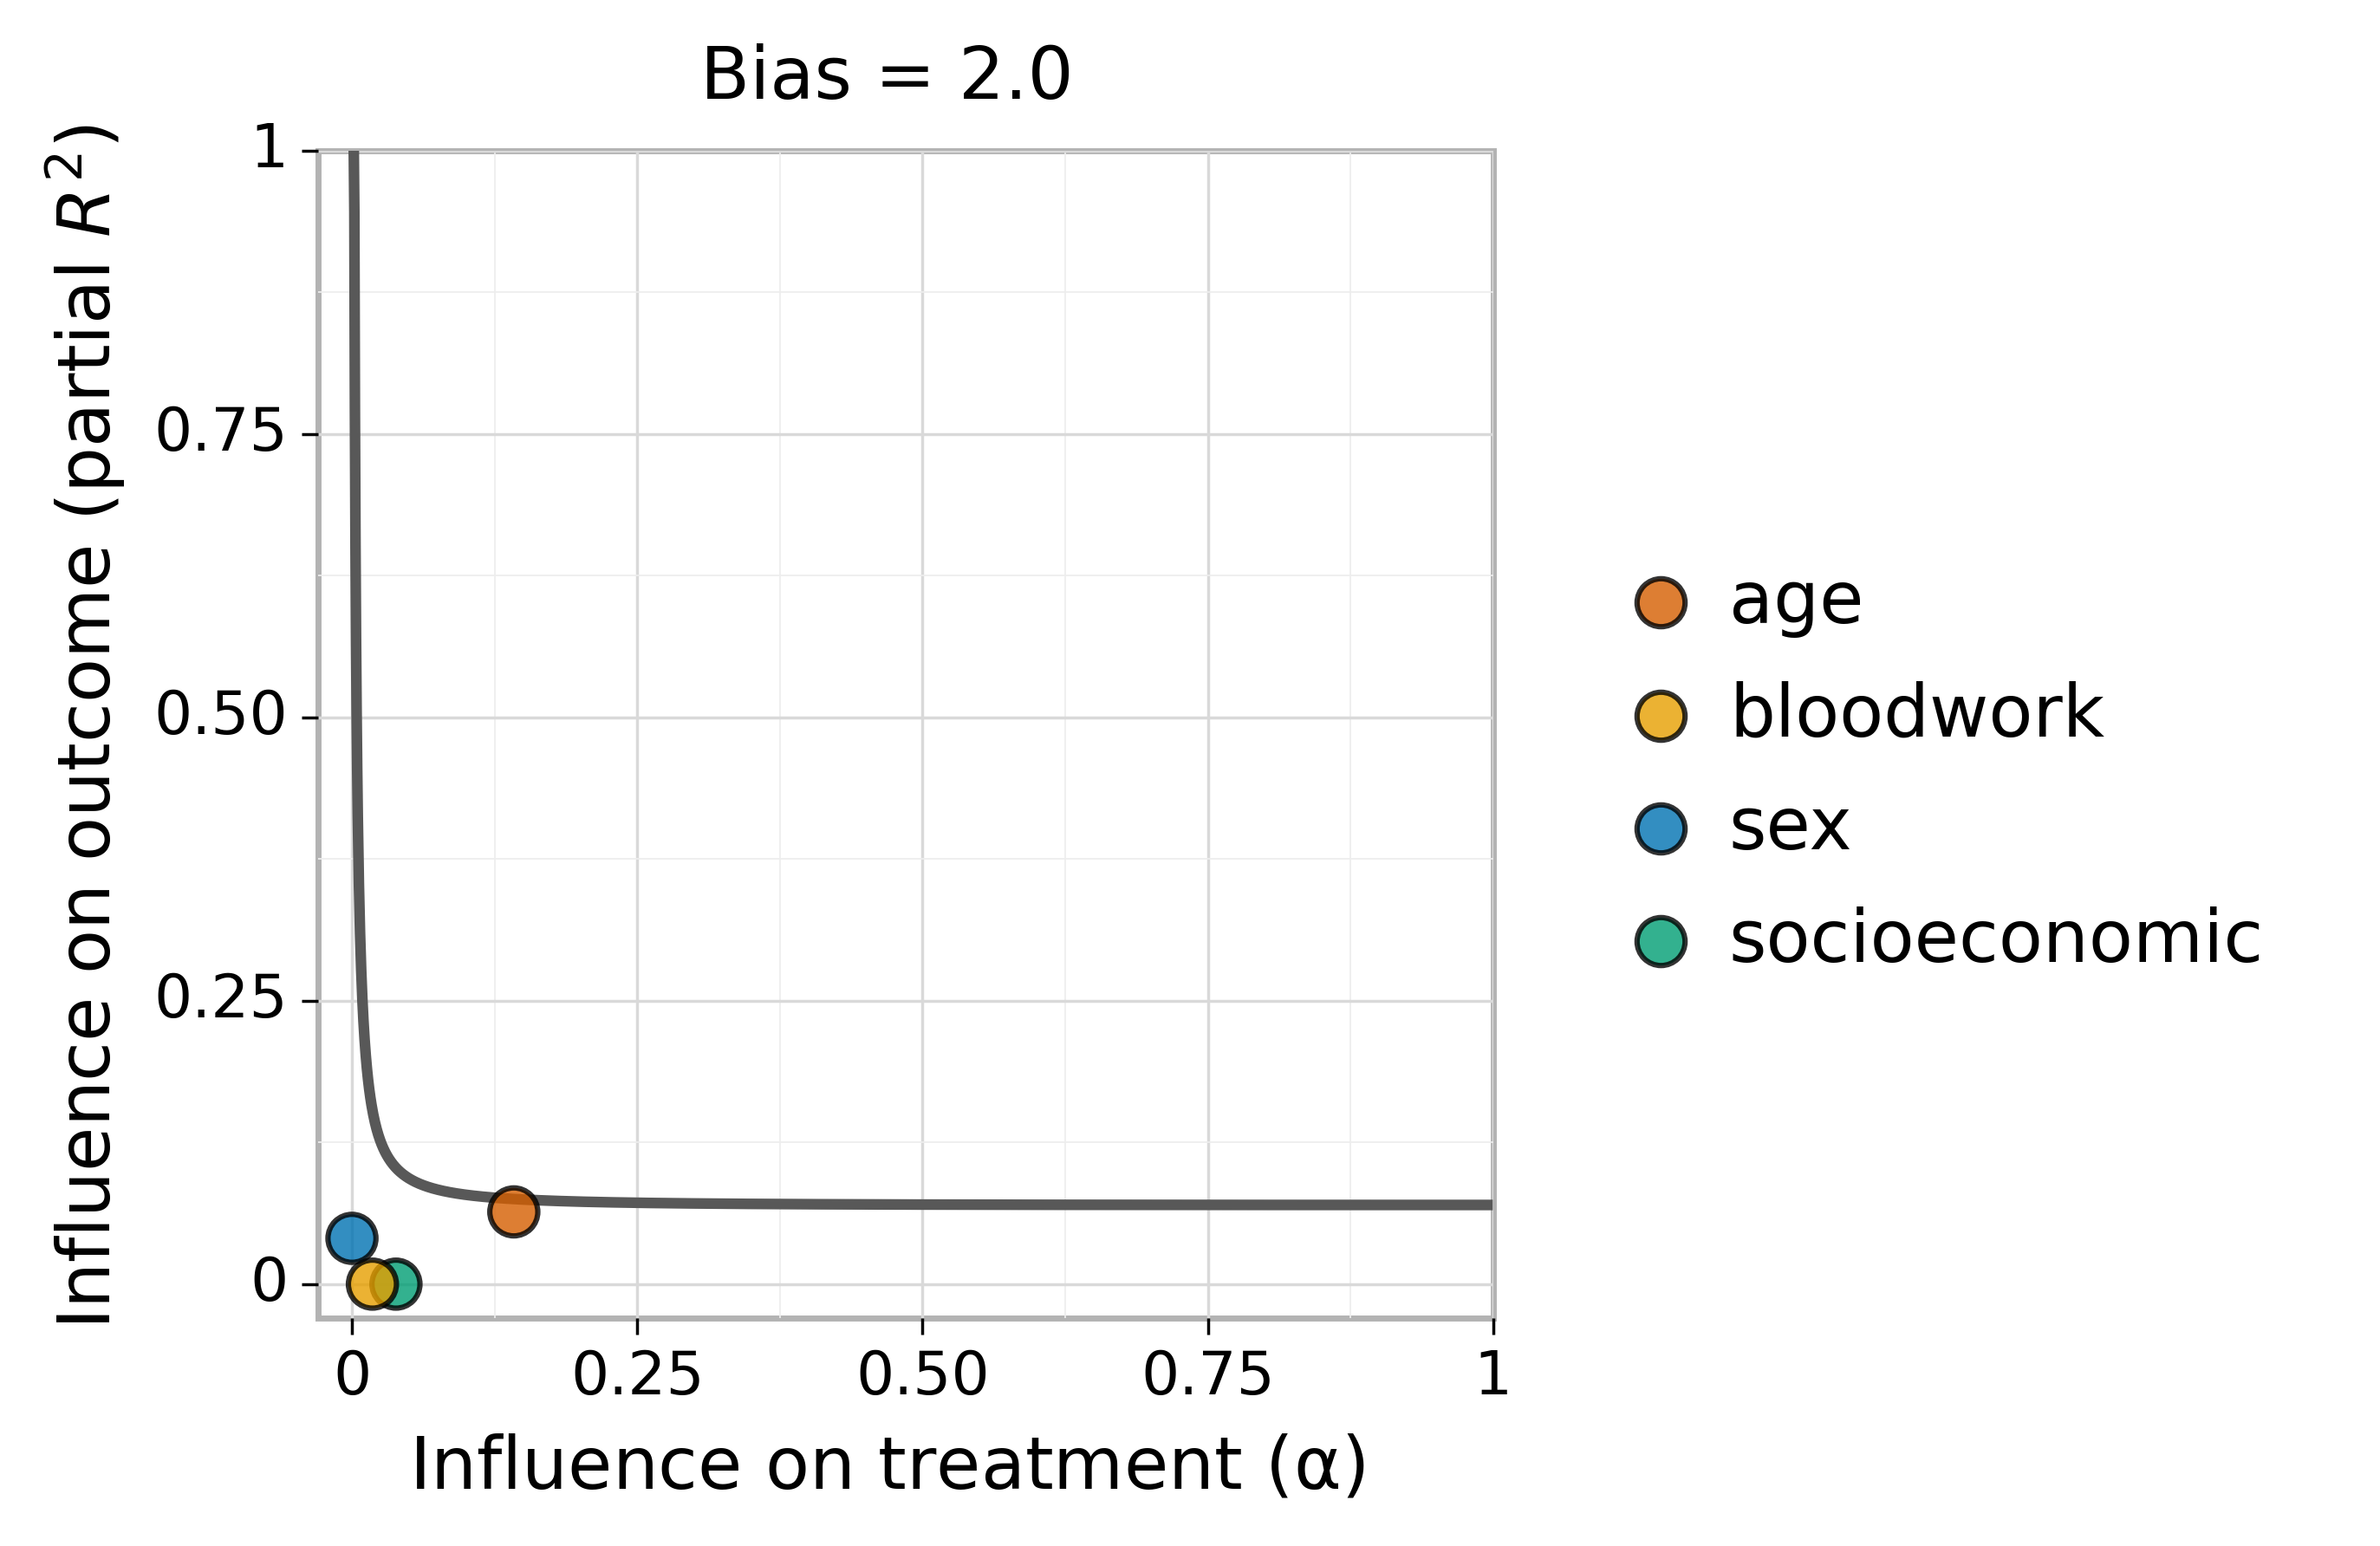 Bias = 2.0
Influence on outcome (partial R²)
1
0.75
0.50
0.25
0
0
0.25
0.50
0.75
1
Influence on treatment (α)
age
bloodwork
sex
socioeconomic